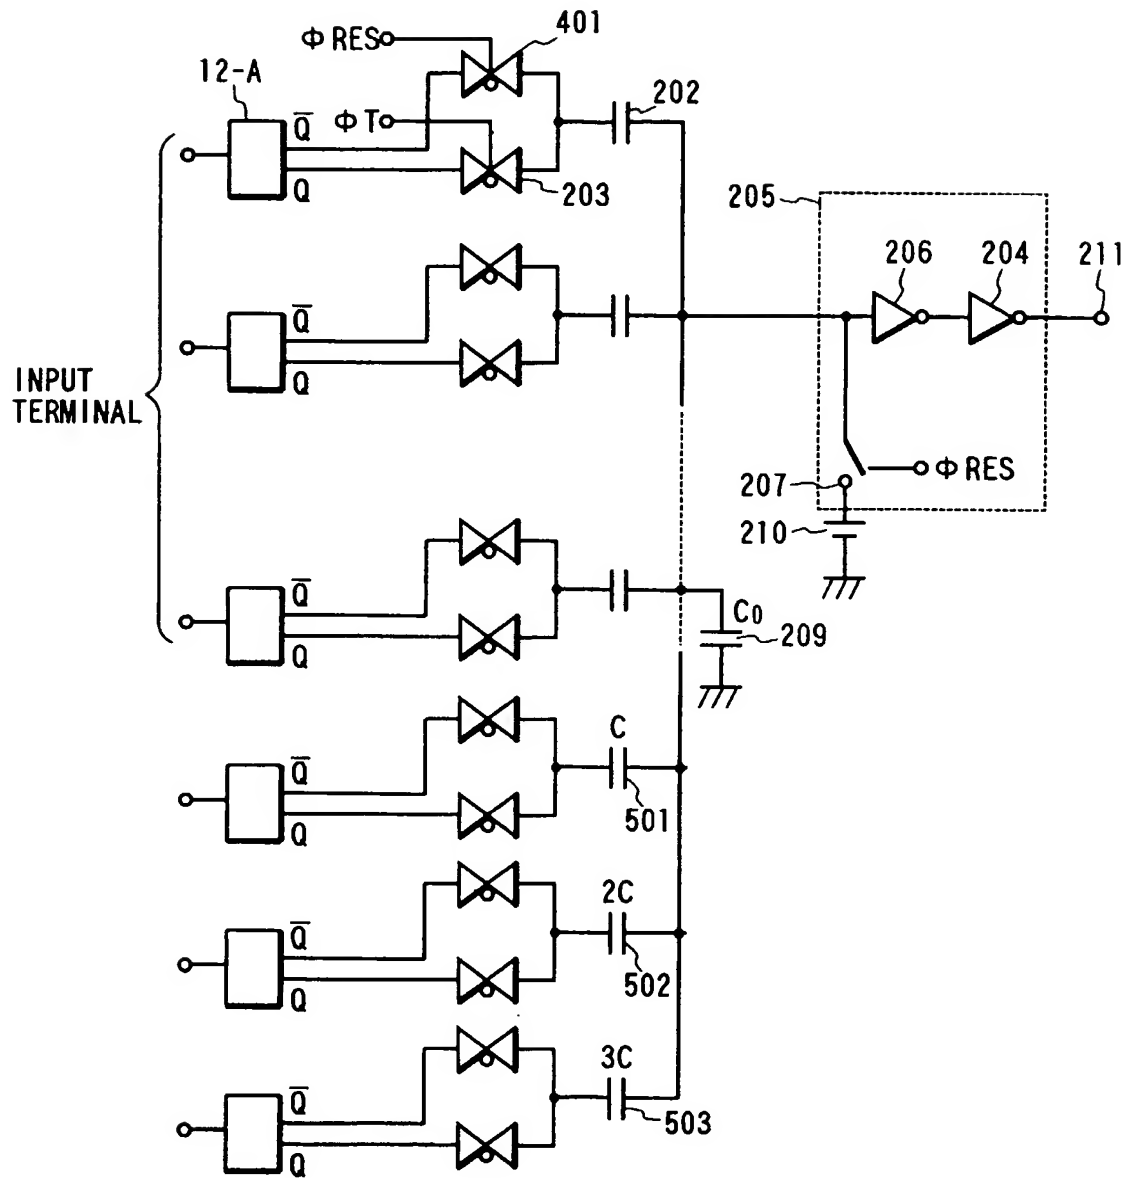 Φ RES
401
12-A
202
Q̅
Φ T
Q
203
205
206
204
211
Q̅
Q
INPUT
TERMINAL
Φ RES
207
210
Q̅
Q
C0
209
Q̅
C
Q
501
Q̅
2C
Q
502
Q̅
3C
Q
503